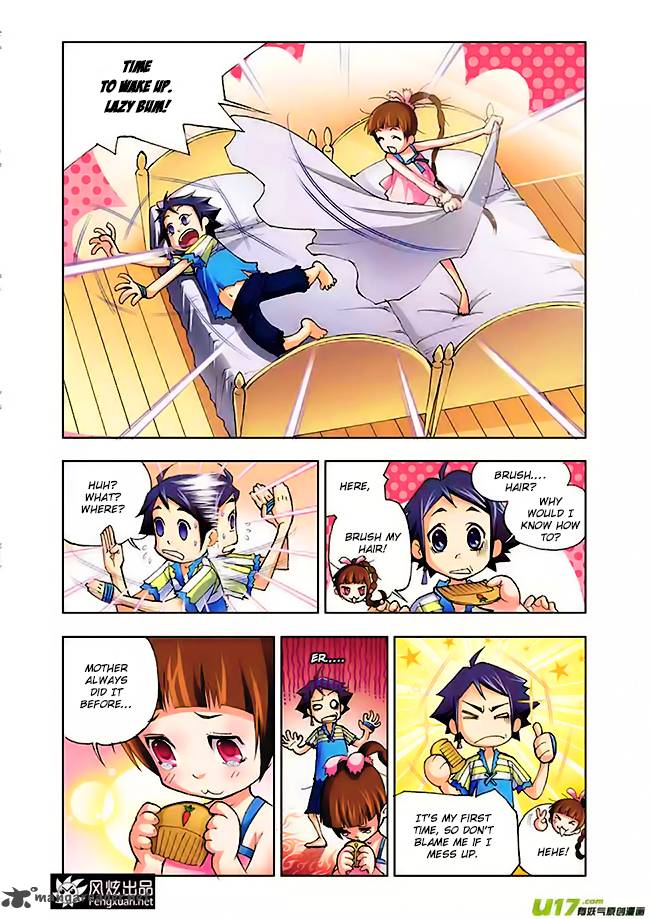 TIME
TO WAKE UP.
LAZY BUM!
HUH?
WHAT?
WHERE?
HERE,
BRUSH MY
HAIR!
BRUSH....
HAIR?
WHY
WOULD I
KNOW HOW
TO?
MOTHER
ALWAYS
DID IT
BEFORE...
ER.....
IT'S MY FIRST
TIME, SO DON'T
BLAME ME IF I
MESS UP.
HEHE!
风炫出品
Fengxuan.net
U17.com
有妖气原创漫画